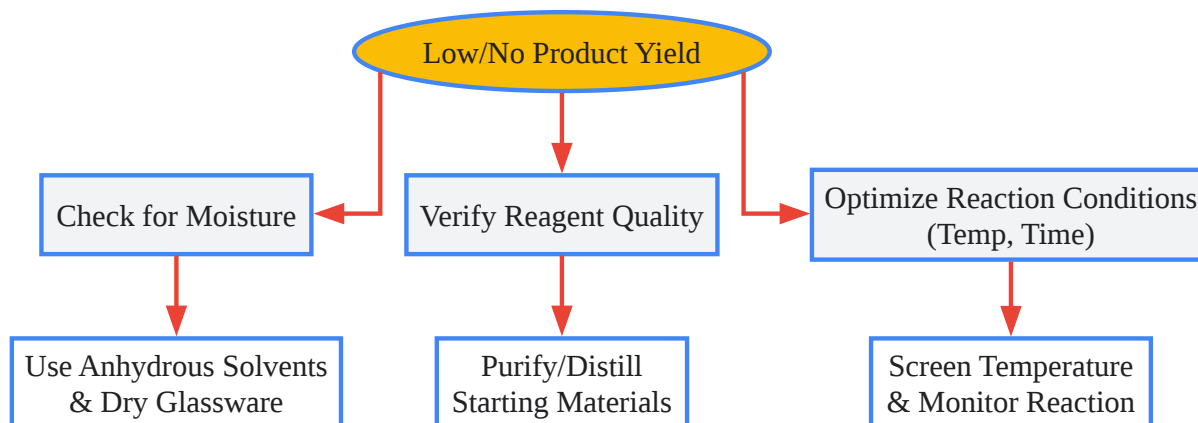 Low/No Product Yield
Check for Moisture
Verify Reagent Quality
Optimize Reaction Conditions
(Temp, Time)
Use Anhydrous Solvents
& Dry Glassware
Purify/Distill
Starting Materials
Screen Temperature
& Monitor Reaction